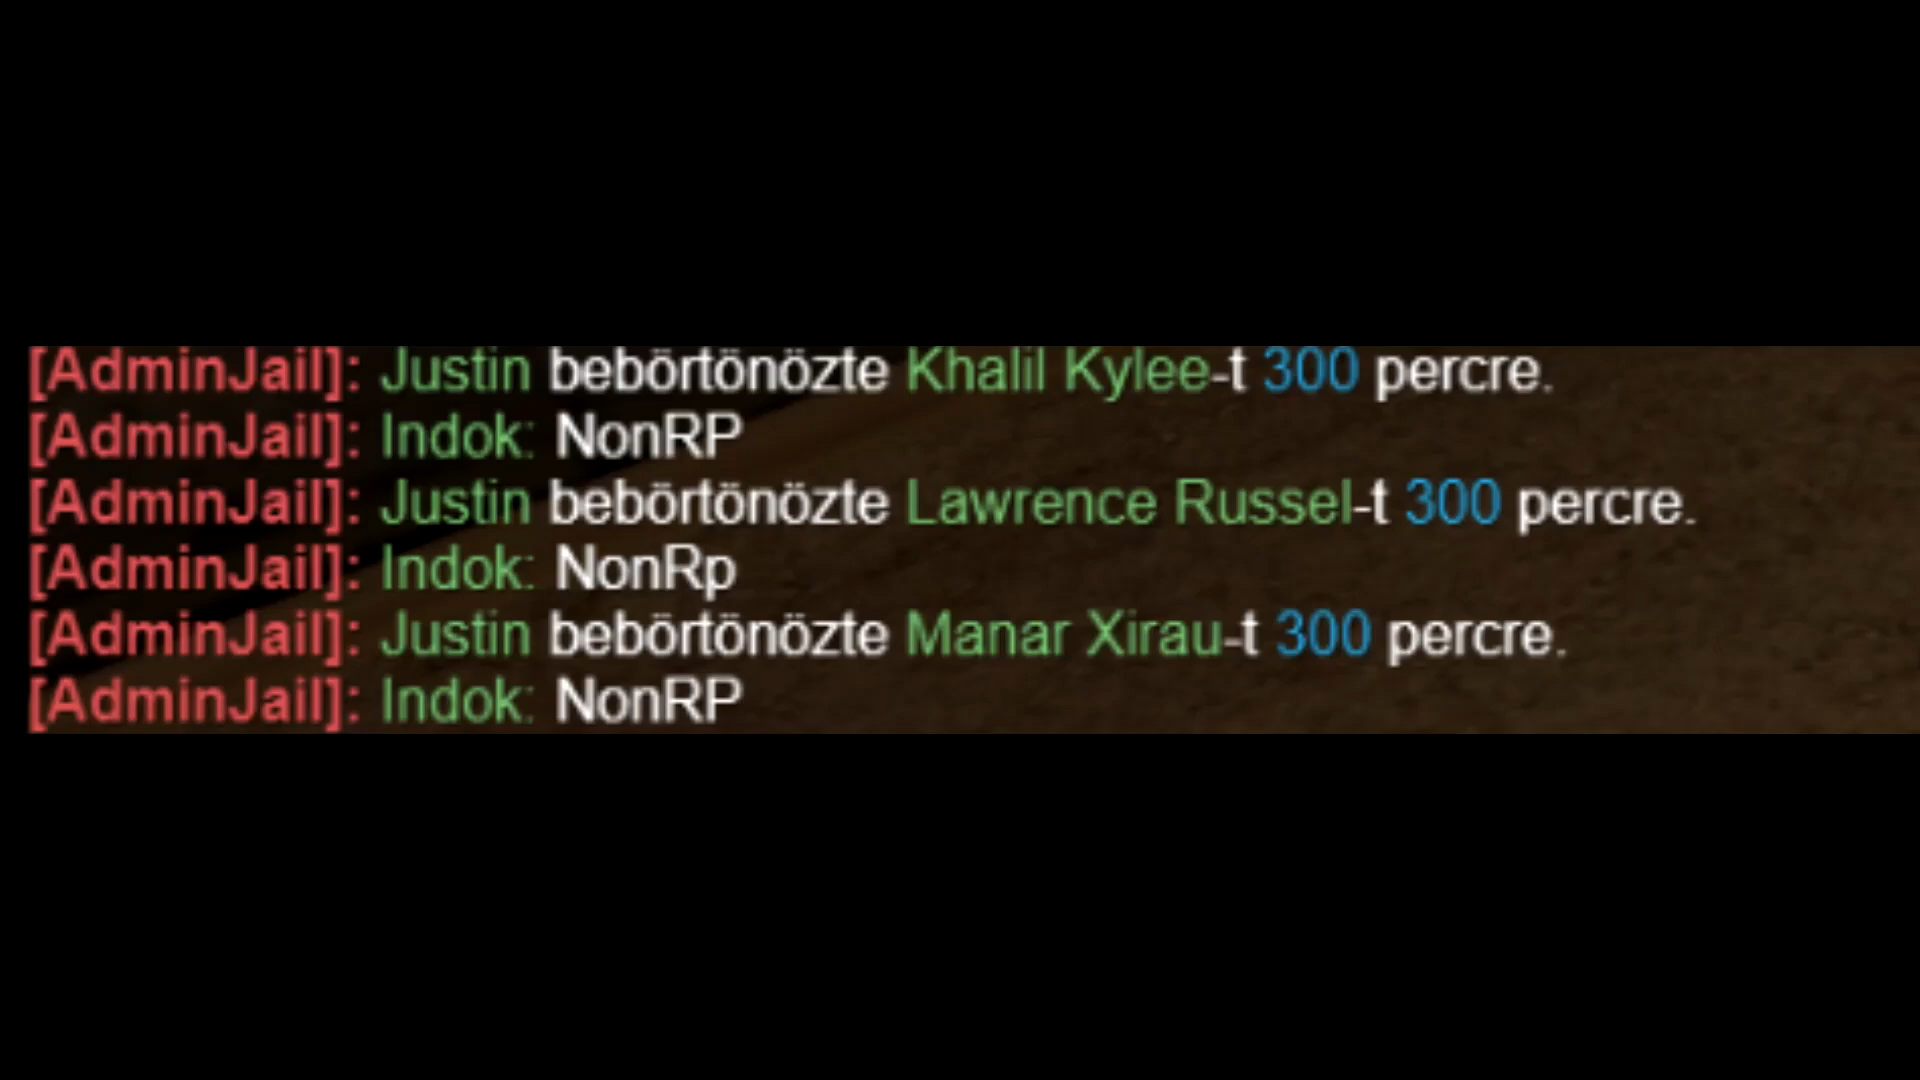 [AdminJail]: Justin bebörtönözte Khalil Kylee-t 300 percre.
[AdminJail]: Indok: NonRP
[AdminJail]: Justin bebörtönözte Lawrence Russel-t 300 percre.
[AdminJail]: Indok: NonRp
[AdminJail]: Justin bebörtönözte Manar Xirau-t 300 percre.
[AdminJail]: Indok: NonRP